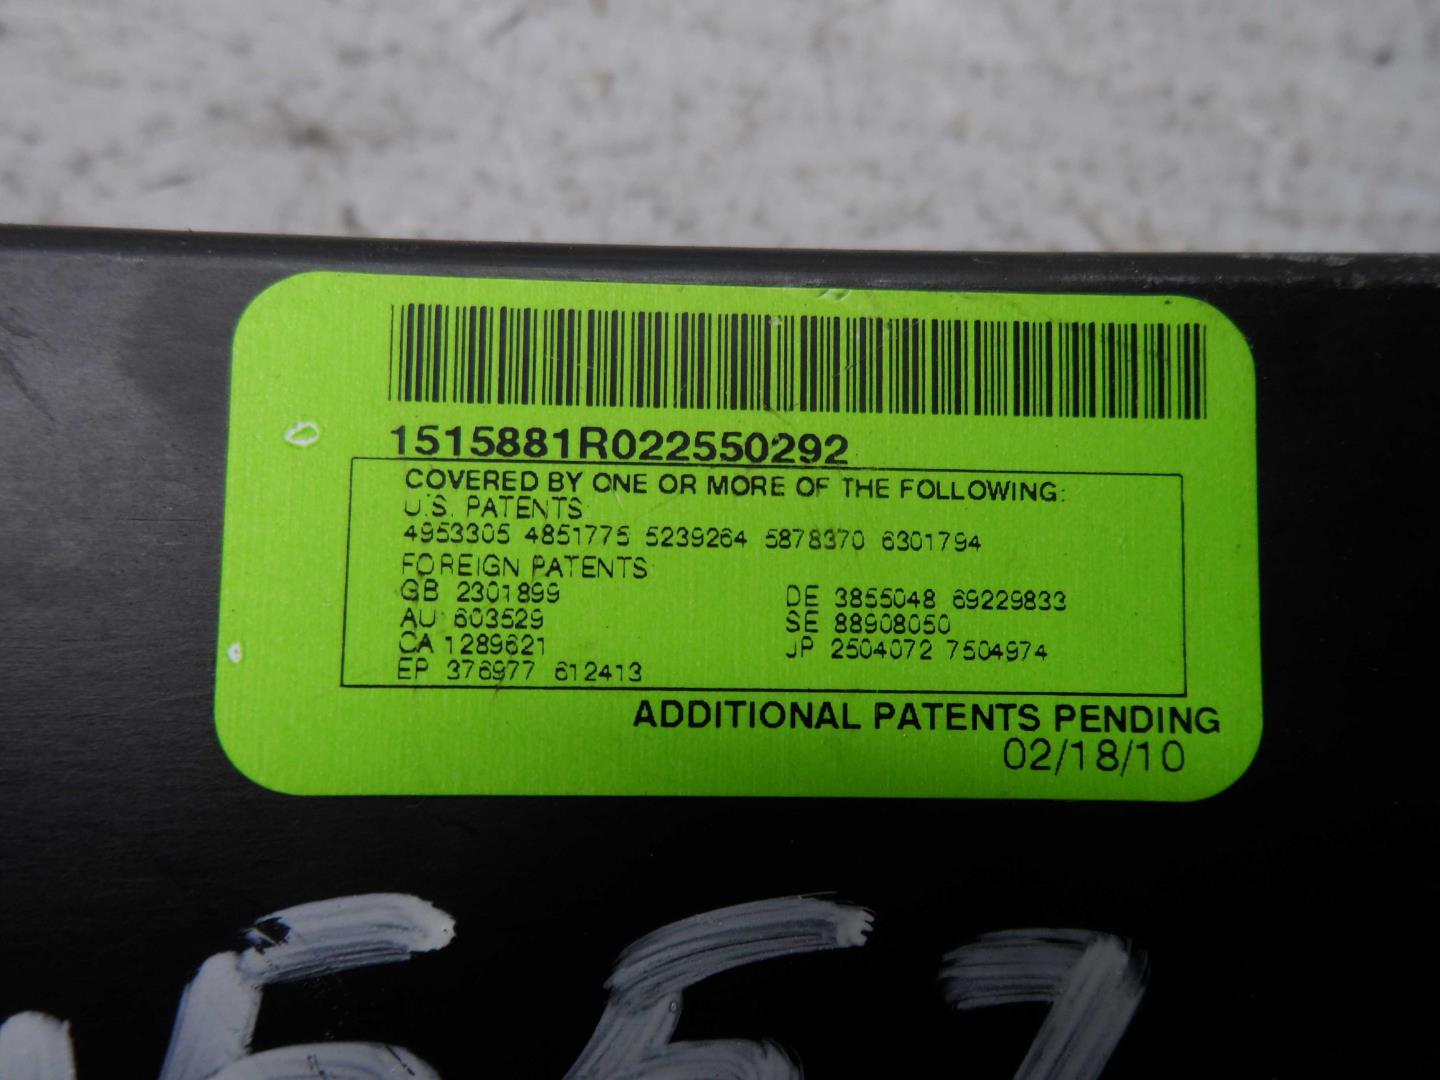 1515881R022550292
COVERED BY ONE OR MORE OF THE FOLLOWING:
U.S. PATENTS
4953305 4851775 5239264 5878370 6301794
FOREIGN PATENTS
GB 2301899 DE 3855048 69229833
AU 603529 SE 88908050
CA 1289621 JP 2504072 7504974
EP 376977 612413
ADDITIONAL PATENTS PENDING
02/18/10